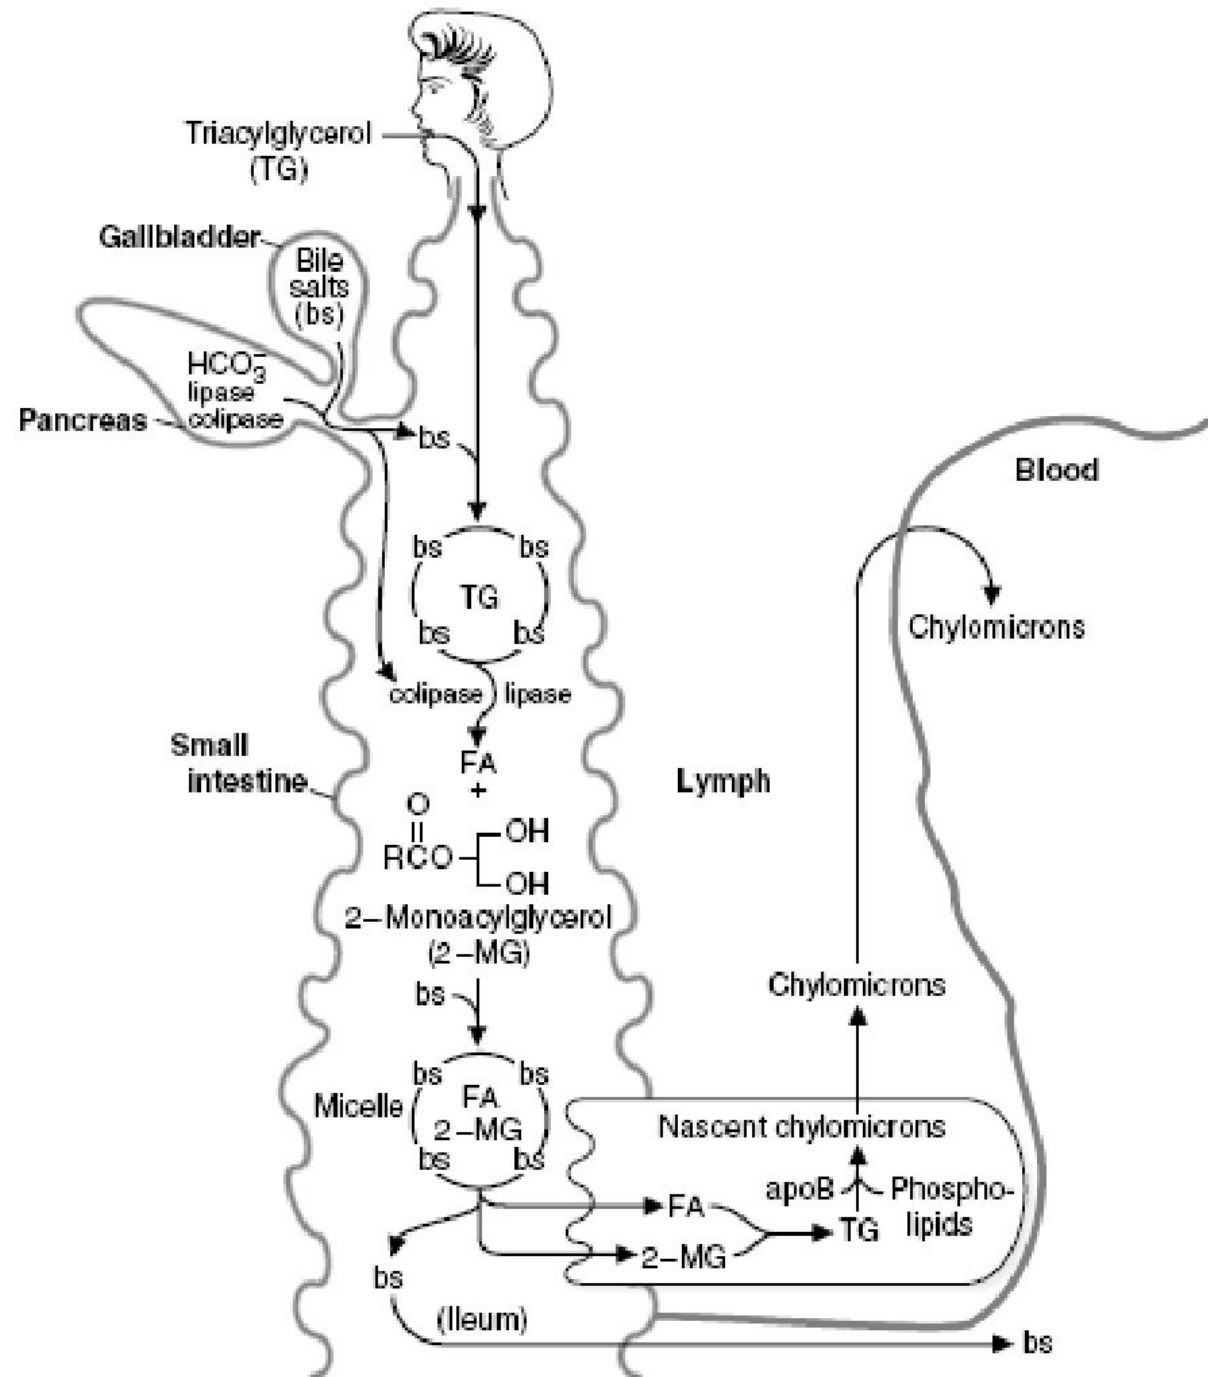 Triacylglycerol
(TG)
Gallbladder
Bile
salts
(bs)
HCO₃⁻
lipase
colipase
Pancreas
bs
Blood
bs bs
TG
bs bs
Chylomicrons
colipase lipase
FA
+
Small
intestine
Lymph
O
RCO OH
OH
2-Monoacylglycerol
(2-MG)
bs
Chylomicrons
Micelle
bs bs
FA
2-MG
bs bs
Nascent chylomicrons
apoB Phospho-
lipids
FA
TG
2-MG
bs
(Ileum)
bs